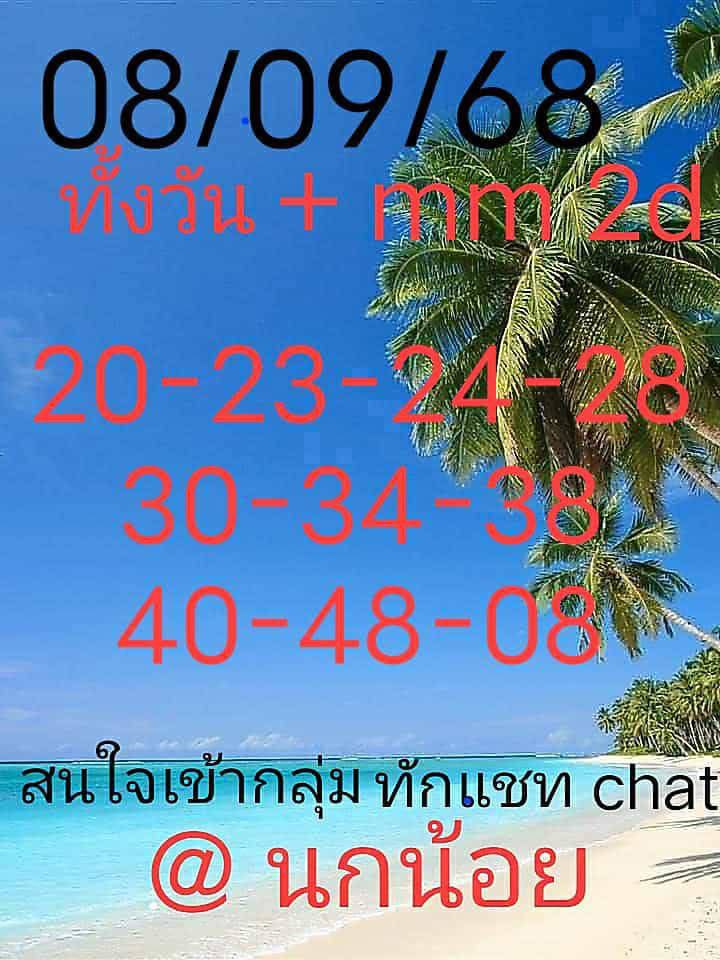 08/09/68
ทั้งวัน + mm 2d
20-23-24-28
30-34-38
40-48-08
สนใจเข้ากลุ่ม ทักแชท chat
@ นกน้อย